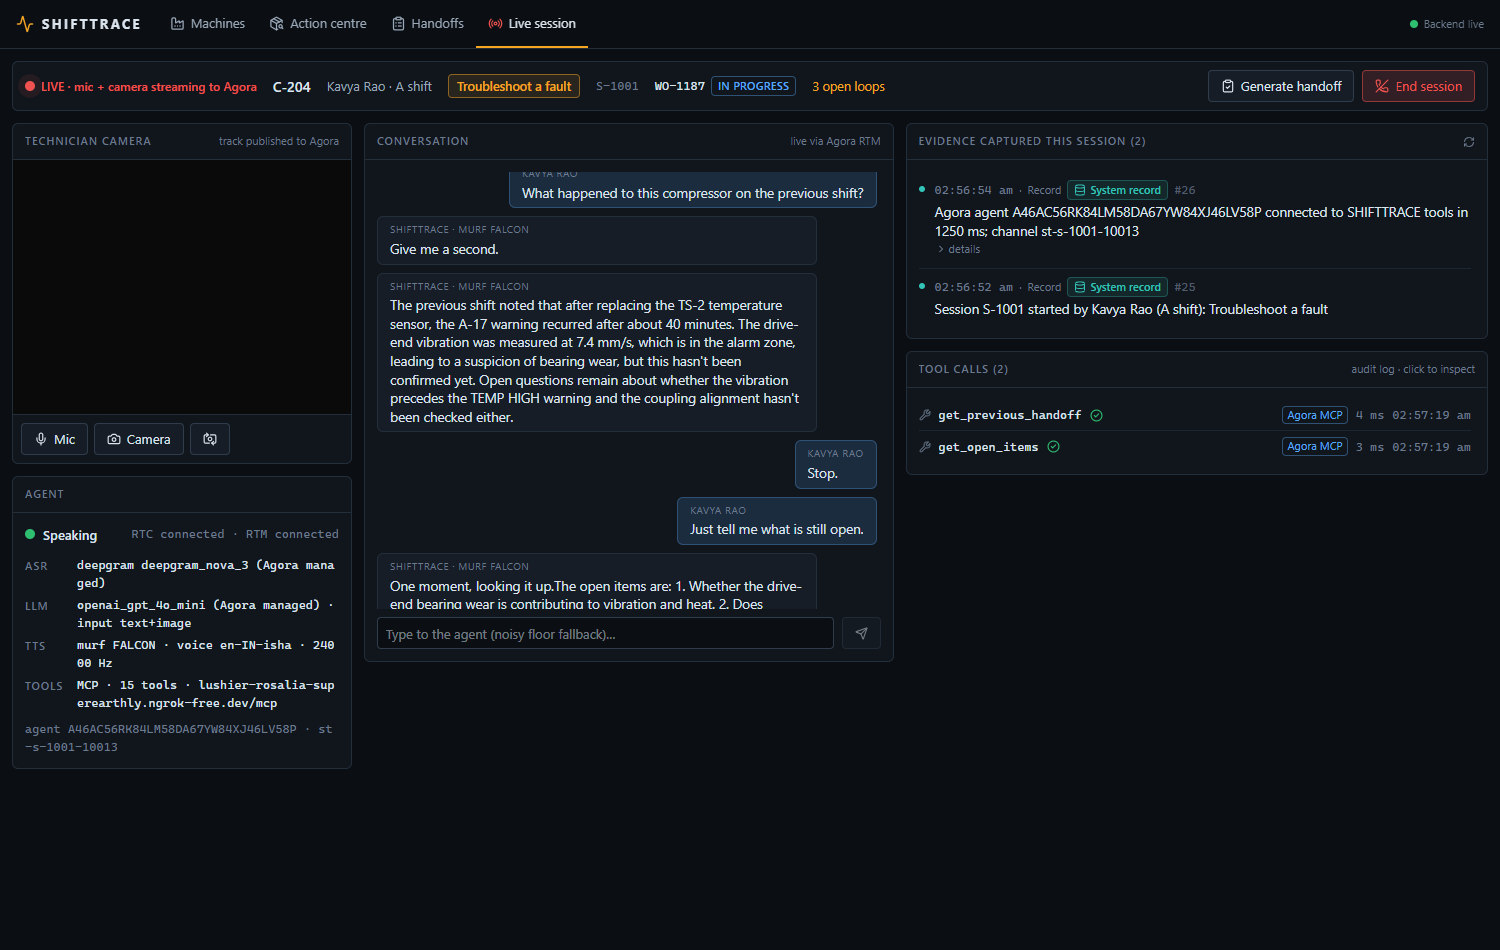 SHIFTTRACE
Machines
Action centre
Handoffs
Live session
Backend live
LIVE · mic + camera streaming to Agora
C-204
Kavya Rao · A shift
Troubleshoot a fault
S-1001
WO-1187
IN PROGRESS
3 open loops
Generate handoff
End session
TECHNICIAN CAMERA
track published to Agora
Mic
Camera
AGENT
Speaking
RTC connected · RTM connected
ASR
deepgram deepgram_nova_3 (Agora mana
ged)
LLM
openai_gpt_4o_mini (Agora managed) ·
input text+image
TTS
murf FALCON · voice en-IN-isha · 240
00 Hz
TOOLS
MCP · 15 tools · lushier-rosalia-sup
erearthly.ngrok-free.dev/mcp
agent A46AC56RK84LM58DA67YW84XJ46LV58P · st
-s-1001-10013
CONVERSATION
live via Agora RTM
KAVYA RAO
What happened to this compressor on the previous shift?
SHIFTTRACE · MURF FALCON
Give me a second.
SHIFTTRACE · MURF FALCON
The previous shift noted that after replacing the TS-2 temperature
sensor, the A-17 warning recurred after about 40 minutes. The drive-
end vibration was measured at 7.4 mm/s, which is in the alarm zone,
leading to a suspicion of bearing wear, but this hasn't been
confirmed yet. Open questions remain about whether the vibration
precedes the TEMP HIGH warning and the coupling alignment hasn't
been checked either.
KAVYA RAO
Stop.
KAVYA RAO
Just tell me what is still open.
SHIFTTRACE · MURF FALCON
One moment, looking it up.The open items are: 1. Whether the drive-
end bearing wear is contributing to vibration and heat. 2. Does
Type to the agent (noisy floor fallback)...
EVIDENCE CAPTURED THIS SESSION (2)
02:56:54 am · Record
System record
#26
Agora agent A46AC56RK84LM58DA67YW84XJ46LV58P connected to SHIFTTRACE tools in
1250 ms; channel st-s-1001-10013
> details
02:56:52 am · Record
System record
#25
Session S-1001 started by Kavya Rao (A shift): Troubleshoot a fault
TOOL CALLS (2)
audit log · click to inspect
get_previous_handoff
Agora MCP
4 ms 02:57:19 am
get_open_items
Agora MCP
3 ms 02:57:19 am